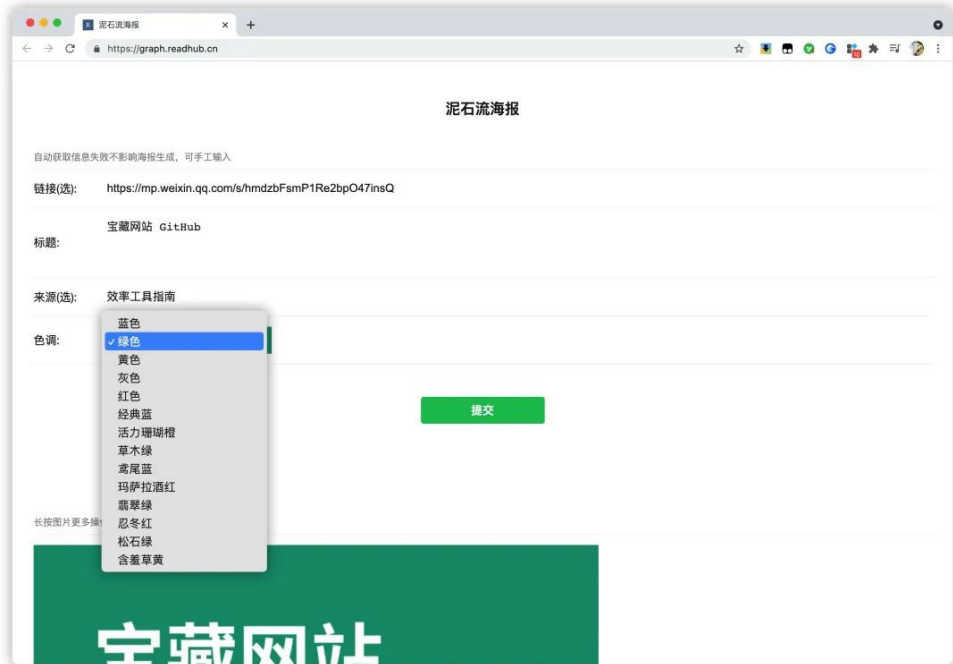 泥石流海报
https://graph.readhub.cn
泥石流海报
自动获取信息失败不影响海报生成，可手工输入
链接(选): https://mp.weixin.qq.com/s/hmdzbFsmP1Re2bpO47insQ
标题: 宝藏网站 GitHub
来源(选): 效率工具指南
色调:
蓝色
✓绿色
黄色
灰色
红色
经典蓝
活力珊瑚橙
草木绿
鸢尾蓝
玛萨拉酒红
翡翠绿
忍冬红
松石绿
含羞草黄
提交
长按图片更多操
宝藏网站